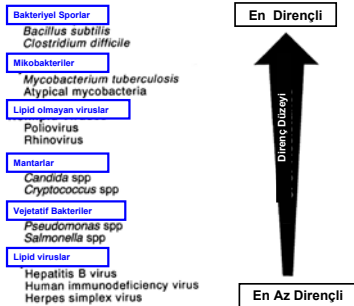 Bakteriyel Sporlar
Bacillus subtilis
Clostridium difficile
Mikobakteriler
Mycobacterium tuberculosis
Atypical mycobacteria
Lipid olmayan viruslar
Poliovirus
Rhinovirus
Mantarlar
Candida spp
Cryptococcus spp
Vejetatif Bakteriler
Pseudomonas spp
Salmonella spp
Lipid viruslar
Hepatitis B virus
Human immunodeficiency virus
Herpes simplex virus
En Dirençli
Direnç Düzeyi
En Az Dirençli